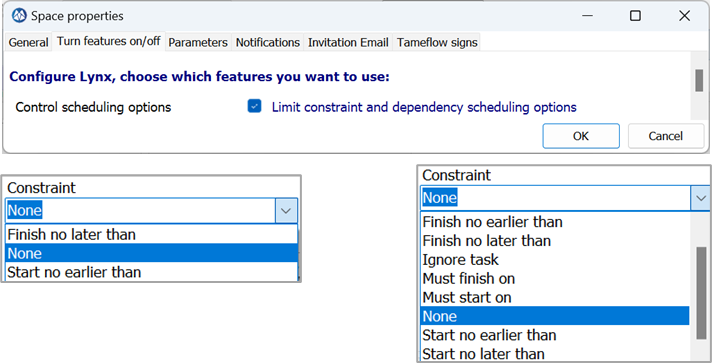 Space properties
General Turn features on/off Parameters Notifications Invitation Email Tameflow signs
Configure Lynx, choose which features you want to use:
Control scheduling options Limit constraint and dependency scheduling options
OK Cancel
Constraint
None
Finish no later than
None
Start no earlier than
Constraint
None
Finish no earlier than
Finish no later than
Ignore task
Must finish on
Must start on
None
Start no earlier than
Start no later than